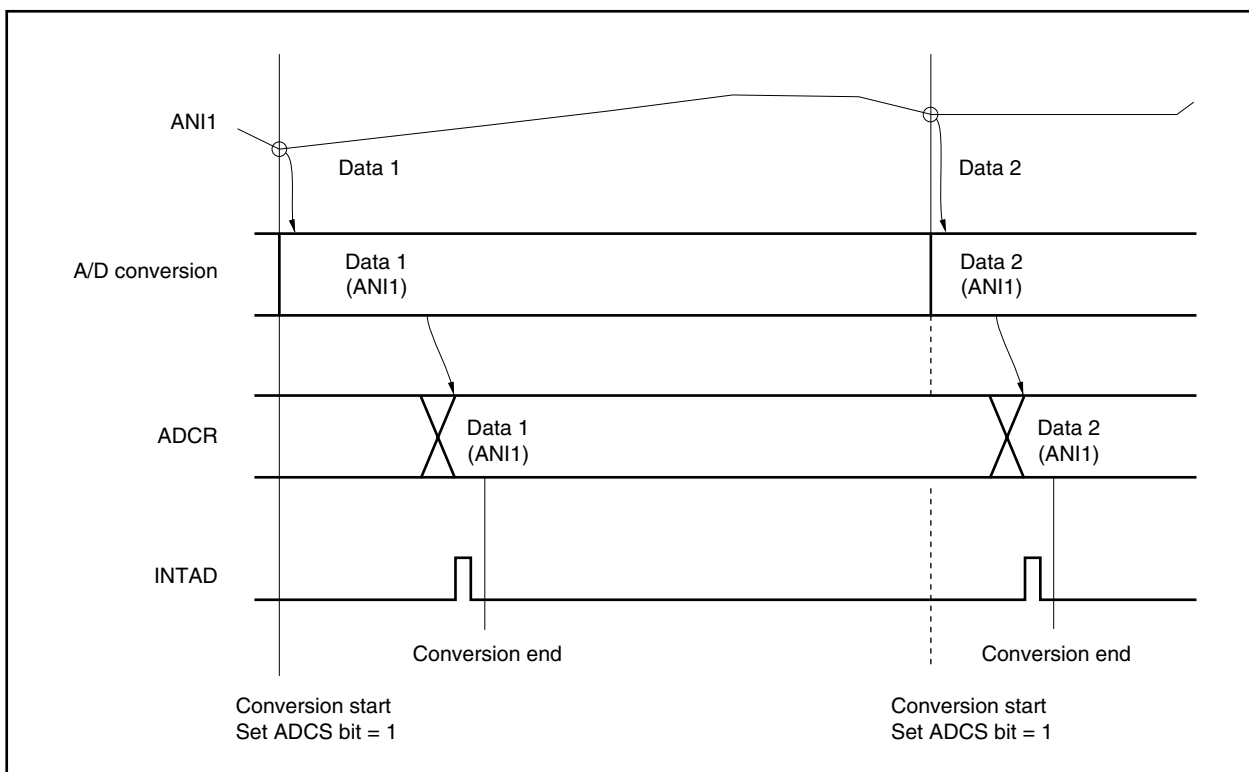 ANI1
Data 1
Data 2
A/D conversion
Data 1
(ANI1)
Data 2
(ANI1)
ADCR
Data 1
(ANI1)
Data 2
(ANI1)
INTAD
Conversion end
Conversion end
Conversion start
Set ADCS bit = 1
Conversion start
Set ADCS bit = 1